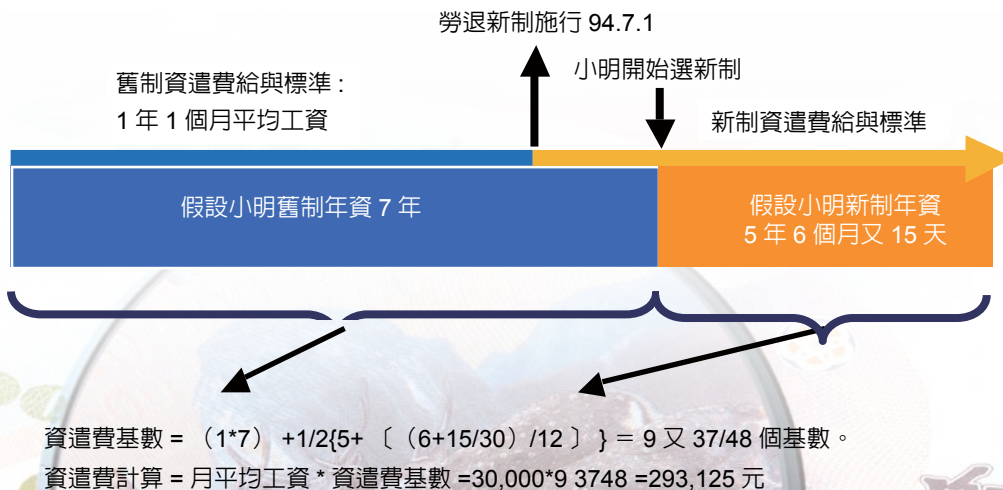 勞退新制施行 94.7.1
小明開始選新制
舊制資遣費給與標準 :
1 年 1 個月平均工資
新制資遣費給與標準
假設小明舊制年資 7 年
假設小明新制年資
5 年 6 個月又 15 天
資遣費基數 = （1*7） +1/2{5+ 〔（6+15/30）/12 〕} ＝ 9 又 37/48 個基數。
資遣費計算 = 月平均工資 * 資遣費基數 =30,000*9 3748 =293,125 元